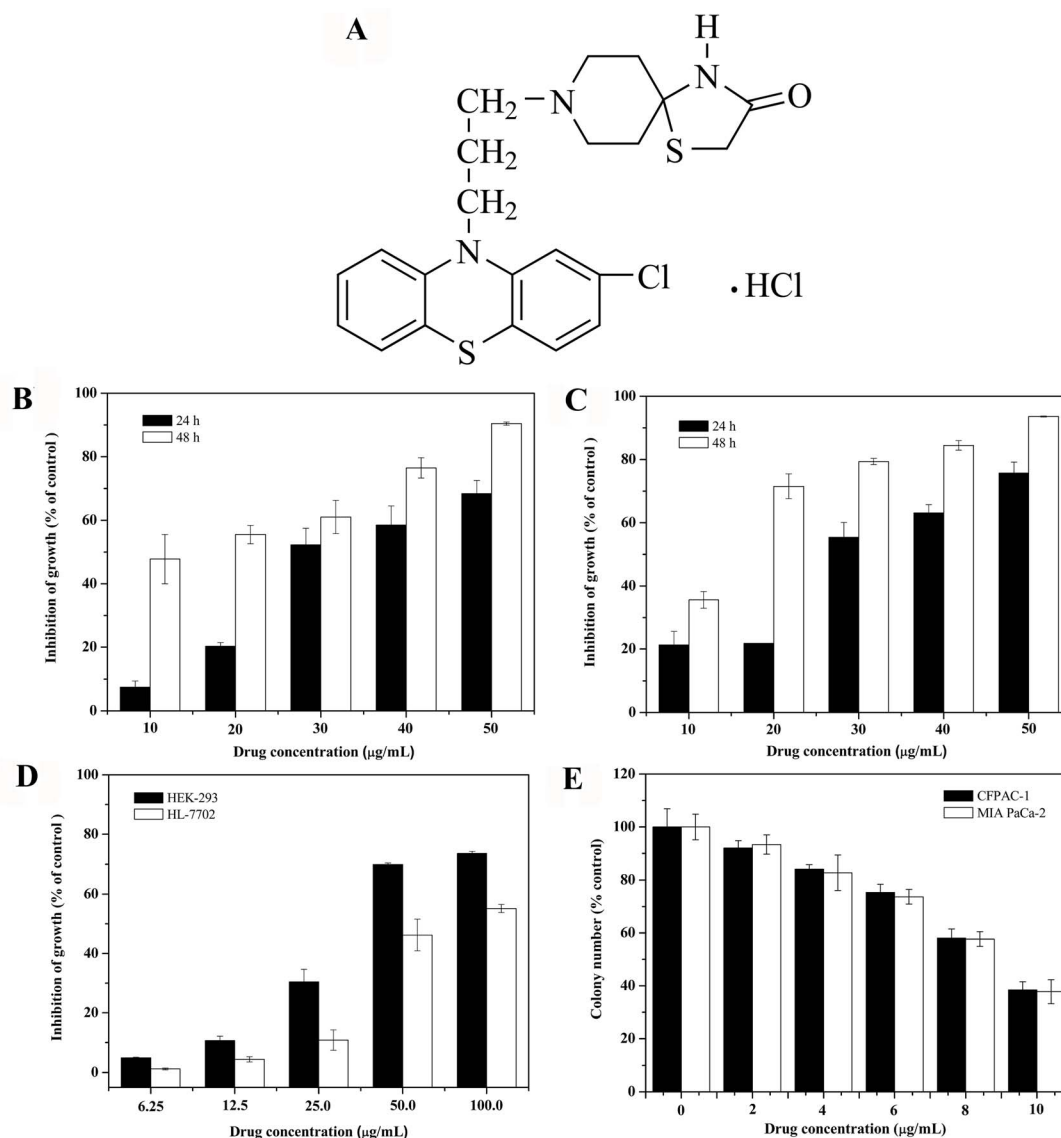 A
H
N
O
CH2
N
S
CH2
CH2
N
Cl
S
· HCl
B
Inhibition of growth (% of control )
100
80
60
40
20
0
24 h
48 h
10 20 30 40 50
Drug concentration (μg/mL)
C
Inhibition of growth (% of control )
100
80
60
40
20
0
24 h
48 h
10 20 30 40 50
Drug concentration (μg/mL)
D
Inhibition of growth (% of control )
100
80
60
40
20
0
HEK-293
HL-7702
6.25 12.5 25.0 50.0 100.0
Drug concentration (μg/mL)
E
Colony number (% control )
120
100
80
60
40
20
0
CFPAC-1
MIA PaCa-2
0 2 4 6 8 10
Drug concentration (μg/mL)